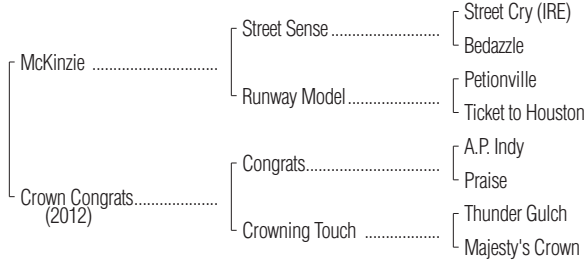 Street Cry (IRE)
Street Sense ........................
Bedazzle
McKinzie ............................
Petionville
Runway Model....................
Ticket to Houston
A.P. Indy
Congrats.............................
Praise
Crown Congrats..................
(2012)
Thunder Gulch
Crowning Touch .................
Majesty's Crown